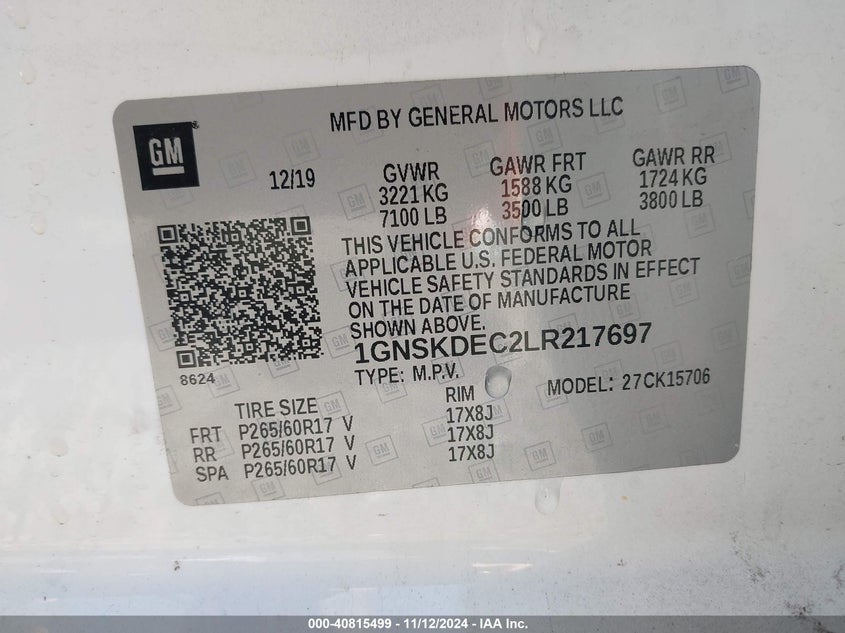 MFD BY GENERAL MOTORS LLC
GM
12/19
GVWR
3221 KG
7100 LB
GAWR FRT
1588 KG
3500 LB
GAWR RR
1724 KG
3800 LB
THIS VEHICLE CONFORMS TO ALL
APPLICABLE U.S. FEDERAL MOTOR
VEHICLE SAFETY STANDARDS IN EFFECT
ON THE DATE OF MANUFACTURE
SHOWN ABOVE.
1GNSKDEC2LR217697
8624
TYPE: M.P.V.
MODEL: 27CK15706
TIRE SIZE RIM
FRT P265/60R17 V 17X8J
RR P265/60R17 V 17X8J
SPA P265/60R17 V 17X8J
000-40815499 - 11/12/2024 - IAA Inc.